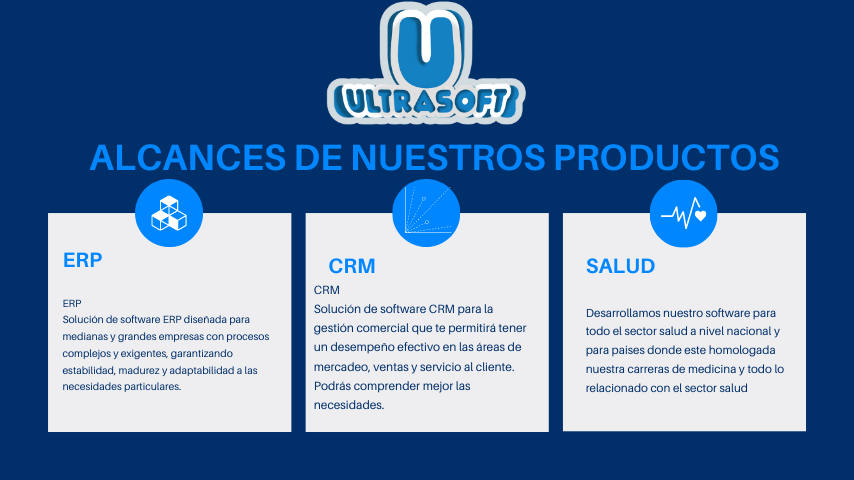 U
ULTRASOFT
ALCANCES DE NUESTROS PRODUCTOS
ERP
ERP
Solución de software ERP diseñada para
medianas y grandes empresas con procesos
complejos y exigentes, garantizando
estabilidad, madurez y adaptabilidad a las
necesidades particulares.
CRM
CRM
Solución de software CRM para la
gestión comercial que te permitirá tener
un desempeño efectivo en las áreas de
mercadeo, ventas y servicio al cliente.
Podrás comprender mejor las
necesidades.
SALUD
Desarrollamos nuestro software para
todo el sector salud a nivel nacional y
para paises donde este homologada
nuestra carreras de medicina y todo lo
relacionado con el sector salud